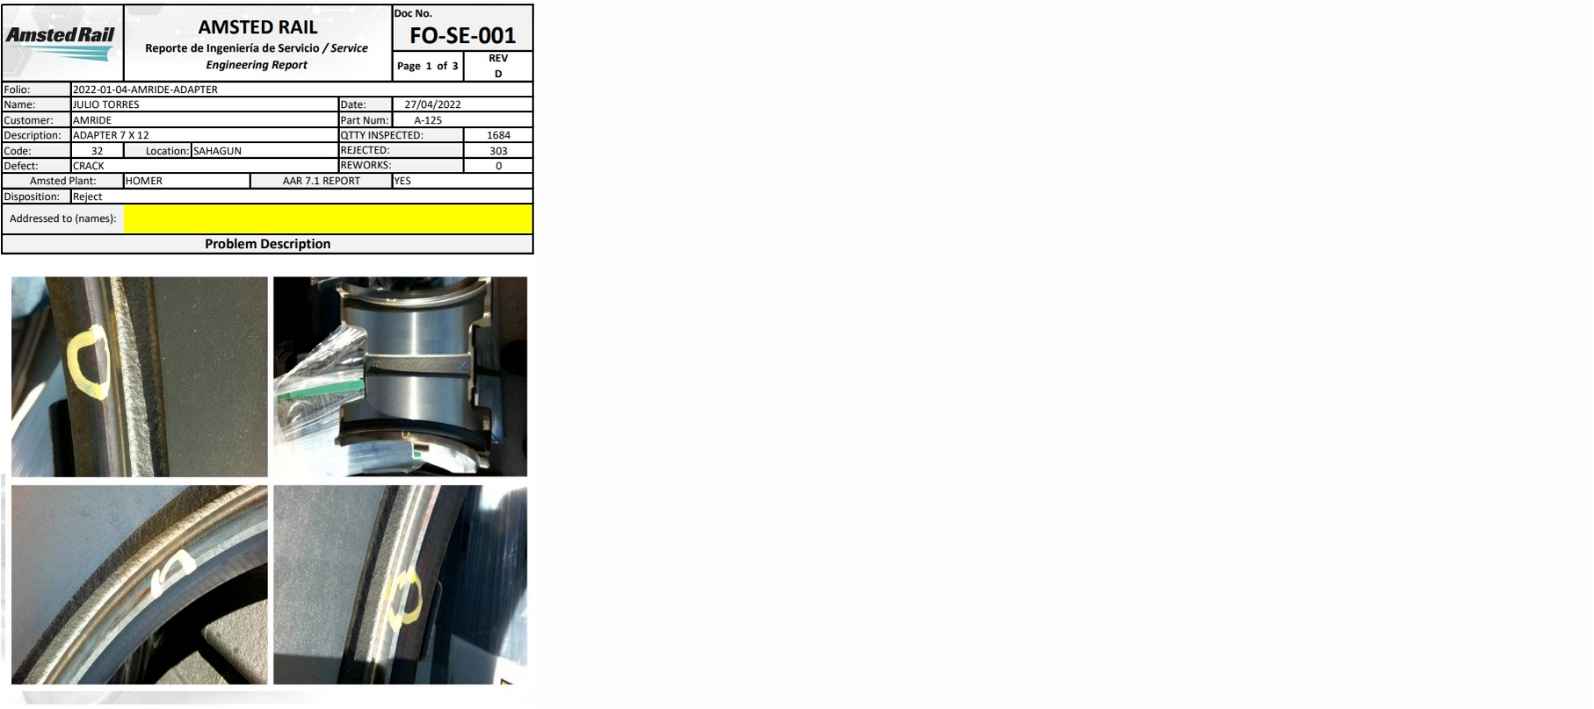 Amsted Rail
AMSTED RAIL
Reporte de Ingeniería de Servicio / Service
Engineering Report
Doc No.
FO-SE-001
Page 1 of 3
REV
D
Folio: 2022-01-04-AMRIDE-ADAPTER
Name: JULIO TORRES Date: 27/04/2022
Customer: AMRIDE Part Num: A-125
Description: ADAPTER 7 X 12 QTTY INSPECTED: 1684
Code: 32 Location: SAHAGUN REJECTED: 303
Defect: CRACK REWORKS: 0
Amsted Plant: HOMER AAR 7.1 REPORT YES
Disposition: Reject
Addressed to (names):
Problem Description